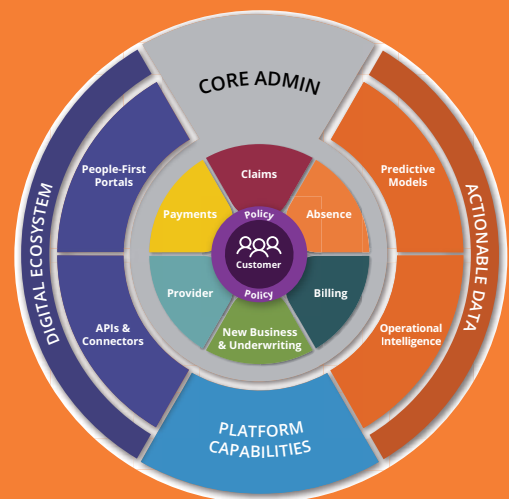 CORE ADMIN
DIGITAL ECOSYSTEM
People-First
Portals
APIs &
Connectors
Claims
Payments
Absence
Policy
Customer
Policy
Provider
Billing
New Business
& Underwriting
Predictive
Models
Operational
Intelligence
ACTIONABLE DATA
PLATFORM
CAPABILITIES